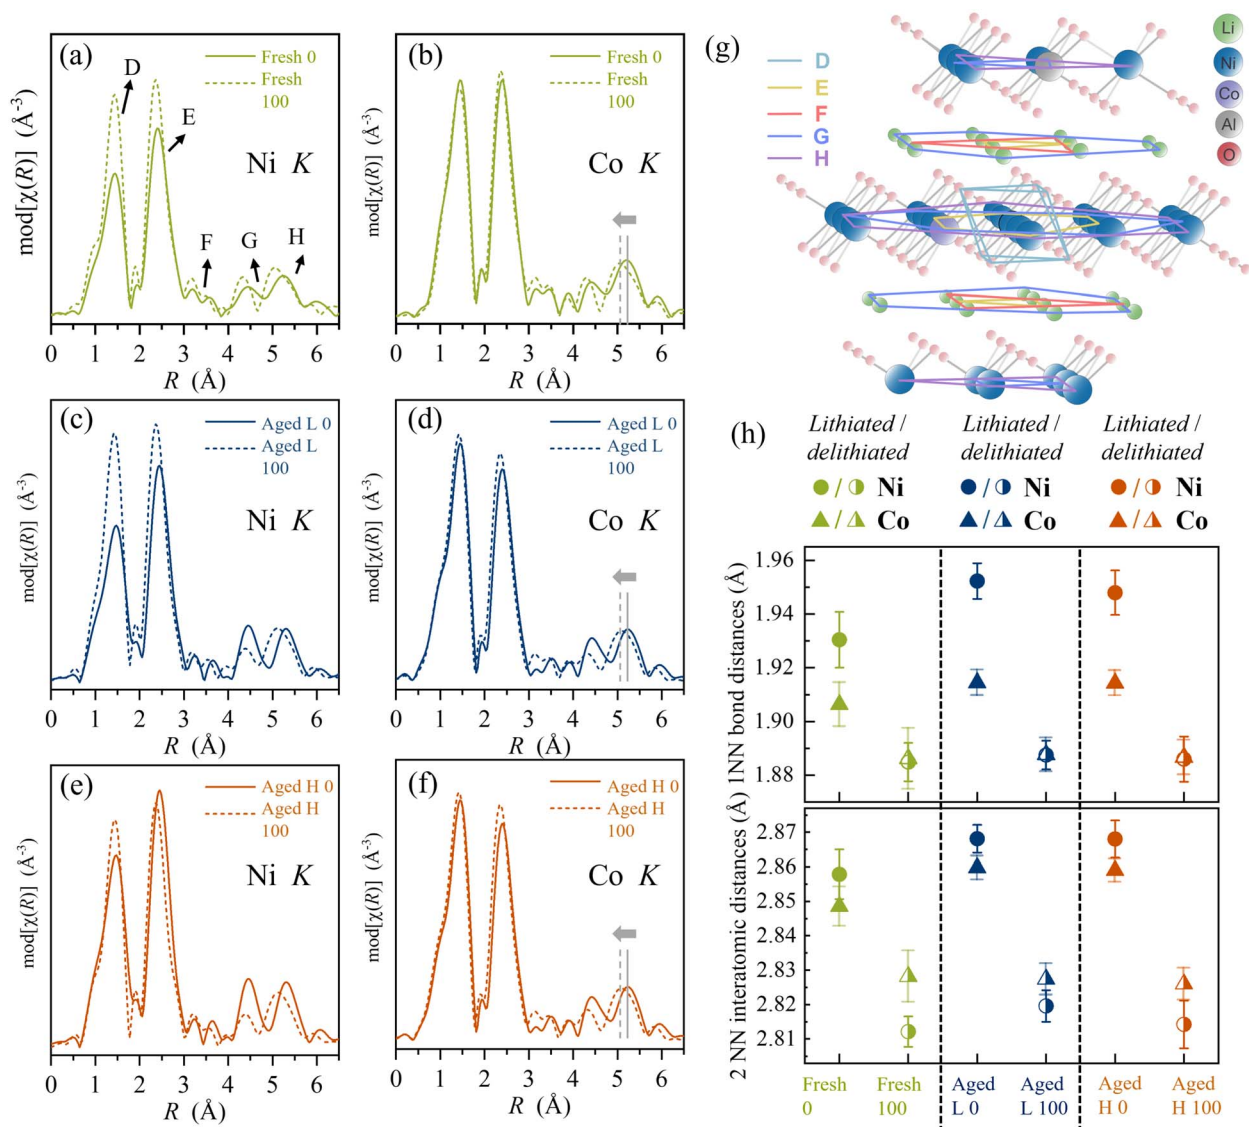 (a)
Fresh 0
Fresh
100
D
E
F
G
H
Ni K
mod[χ(R)] (Å⁻³)
0 1 2 3 4 5 6
R (Å)
(b)
Fresh 0
Fresh
100
Co K
mod[χ(R)] (Å⁻³)
0 1 2 3 4 5 6
R (Å)
(c)
Aged L 0
Aged L
100
Ni K
mod[χ(R)] (Å⁻³)
0 1 2 3 4 5 6
R (Å)
(d)
Aged L 0
Aged L
100
Co K
mod[χ(R)] (Å⁻³)
0 1 2 3 4 5 6
R (Å)
(e)
Aged H 0
Aged H
100
Ni K
mod[χ(R)] (Å⁻³)
0 1 2 3 4 5 6
R (Å)
(f)
Aged H 0
Aged H
100
Co K
mod[χ(R)] (Å⁻³)
0 1 2 3 4 5 6
R (Å)
(g)
D
E
F
G
H
Li
Ni
Co
Al
O
(h)
Lithiated /
delithiated
/ Ni
/ Co
Lithiated /
delithiated
/ Ni
/ Co
Lithiated /
delithiated
/ Ni
/ Co
1NN bond distances (Å)
1.96
1.94
1.92
1.90
1.88
2 NN interatomic distances (Å)
2.87
2.86
2.85
2.84
2.83
2.82
2.81
Fresh
0
Fresh
100
Aged
L 0
Aged
L 100
Aged
H 0
Aged
H 100